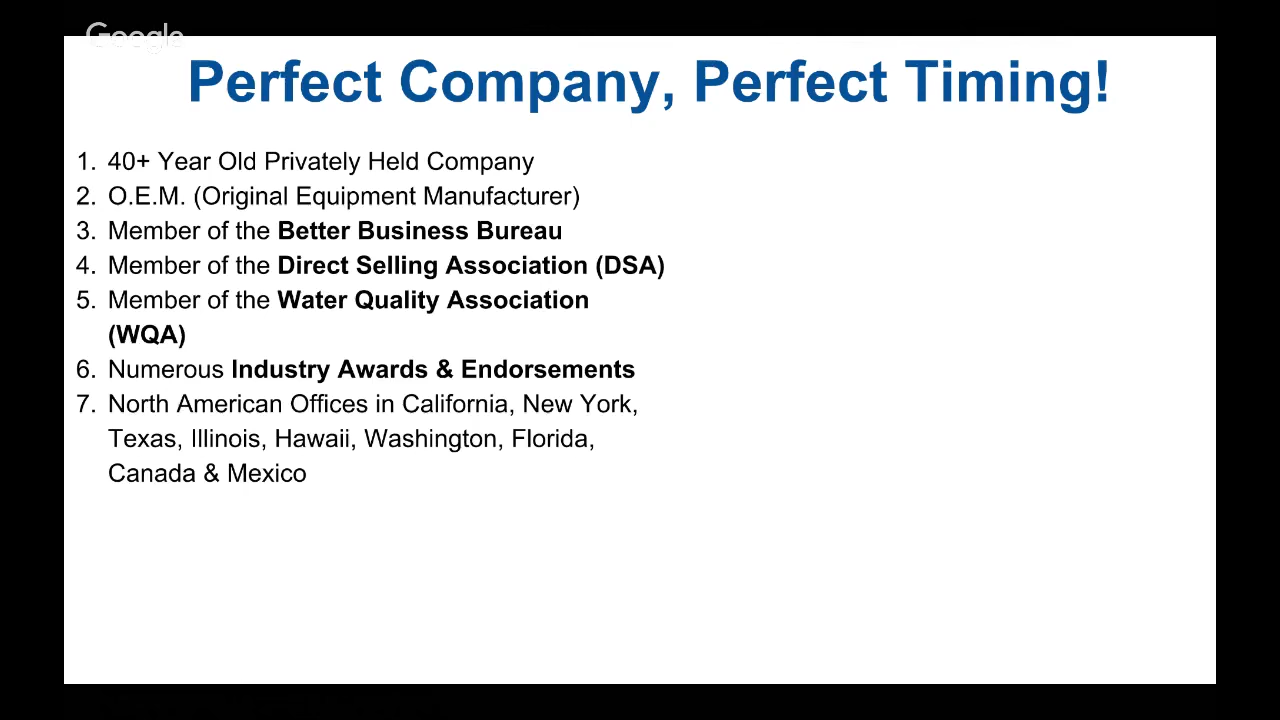 Google
Perfect Company, Perfect Timing!
1. 40+ Year Old Privately Held Company
2. O.E.M. (Original Equipment Manufacturer)
3. Member of the Better Business Bureau
4. Member of the Direct Selling Association (DSA)
5. Member of the Water Quality Association
(WQA)
6. Numerous Industry Awards & Endorsements
7. North American Offices in California, New York,
Texas, Illinois, Hawaii, Washington, Florida,
Canada & Mexico